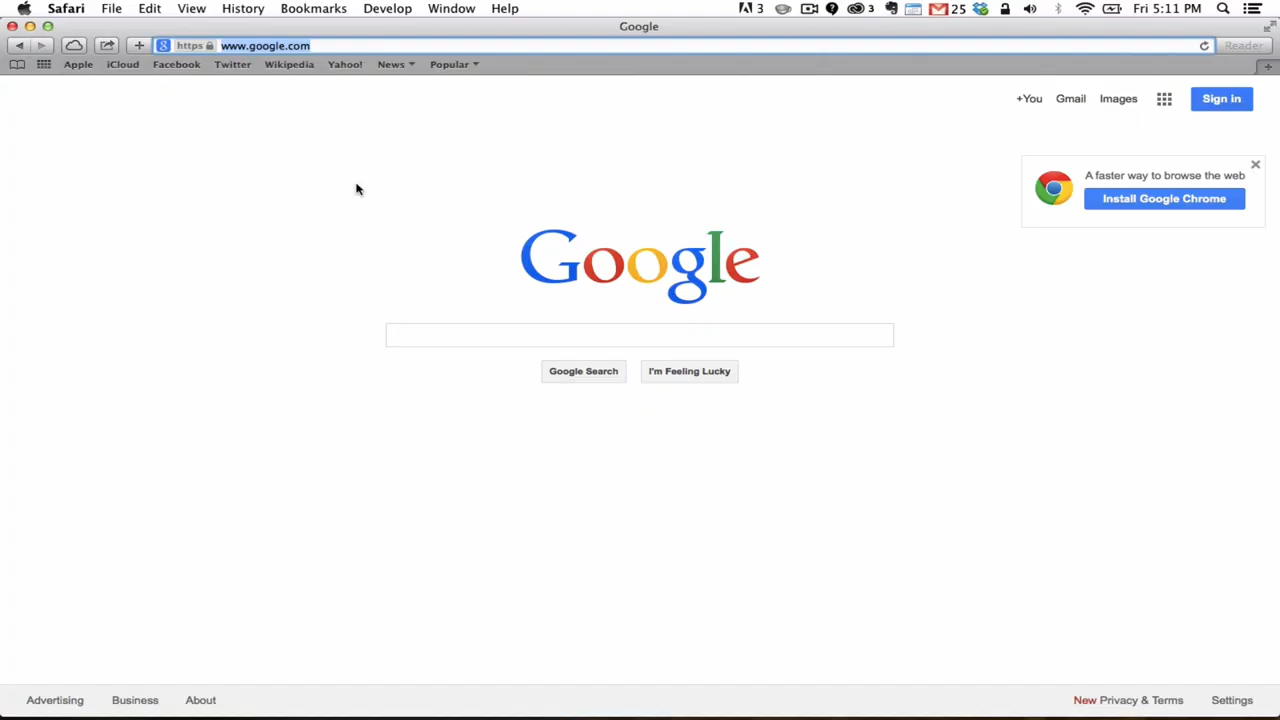 Safari File Edit View History Bookmarks Develop Window Help 3 3 25 Fri 5:11 PM
Google
https www.google.com Reader
Apple iCloud Facebook Twitter Wikipedia Yahoo! News Popular
+You Gmail Images Sign in
A faster way to browse the web
Install Google Chrome
Google
Google Search I'm Feeling Lucky
Advertising Business About New Privacy & Terms Settings